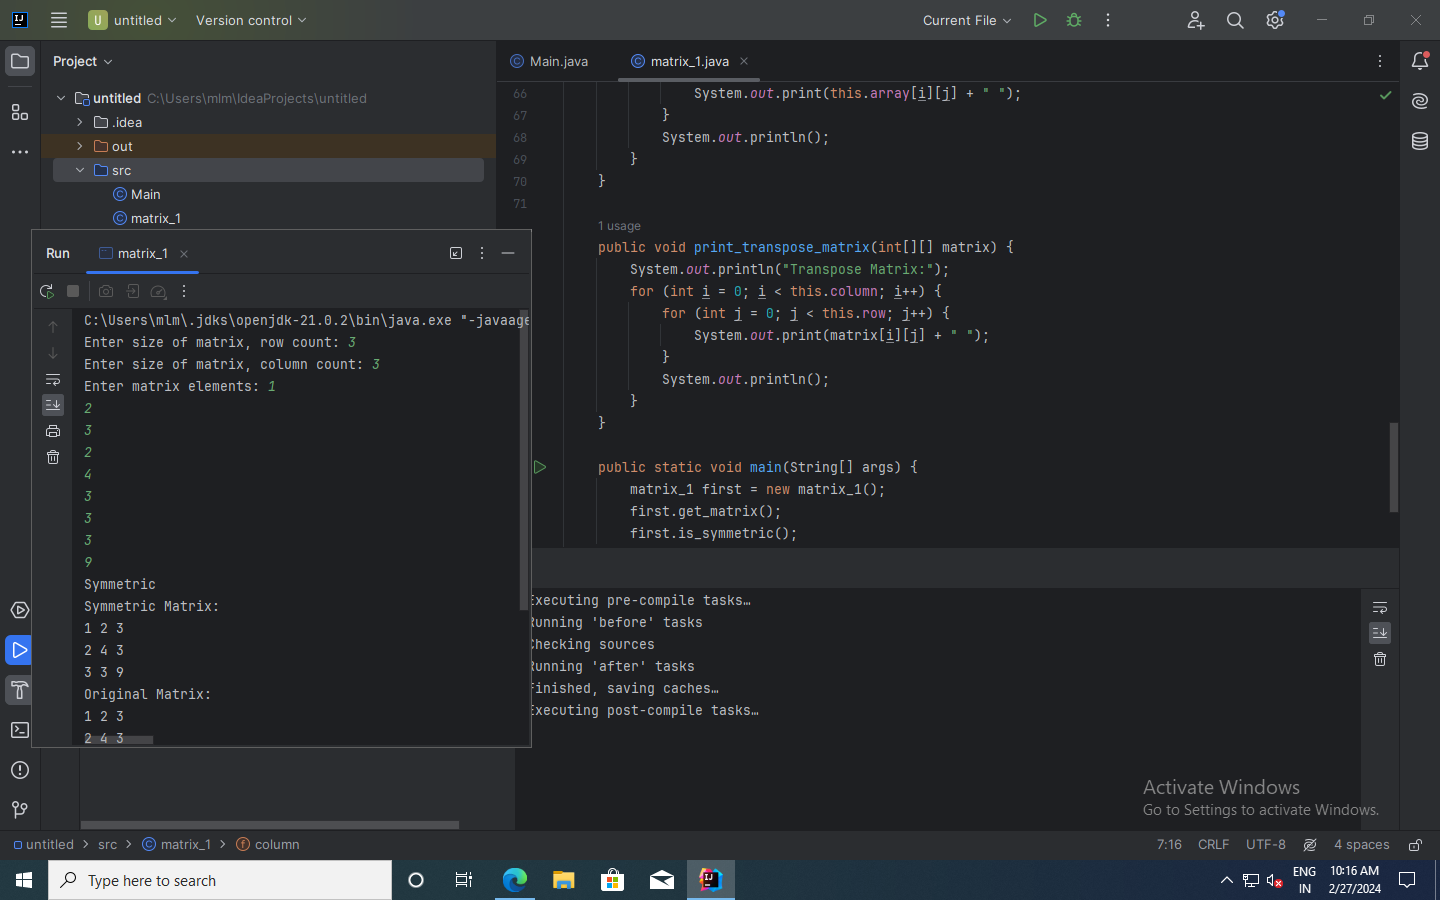 U untitled Version control Current File
Project
Main.java matrix_1.java
untitled C:\Users\mlm\IdeaProjects\untitled
.idea
out
src
Main
matrix_1
66 System.out.print(this.array[i][j] + " ");
67 }
68 System.out.println();
69 }
70 }
71
1 usage
public void print_transpose_matrix(int[][] matrix) {
System.out.println("Transpose Matrix:");
for (int i = 0; i < this.column; i++) {
for (int j = 0; j < this.row; j++) {
System.out.print(matrix[i][j] + " ");
}
System.out.println();
}
}
public static void main(String[] args) {
matrix_1 first = new matrix_1();
first.get_matrix();
first.is_symmetric();
Run matrix_1
C:\Users\mlm\.jdks\openjdk-21.0.2\bin\java.exe "-javaage
Enter size of matrix, row count: 3
Enter size of matrix, column count: 3
Enter matrix elements: 1
2
3
2
4
3
3
3
9
Symmetric
Symmetric Matrix:
1 2 3
2 4 3
3 3 9
Original Matrix:
1 2 3
2 4 3
Executing pre-compile tasks…
Running 'before' tasks
Checking sources
Running 'after' tasks
Finished, saving caches…
Executing post-compile tasks…
Activate Windows
Go to Settings to activate Windows.
untitled > src > matrix_1 > column
7:16 CRLF UTF-8 4 spaces
Type here to search
ENG
IN
10:16 AM
2/27/2024